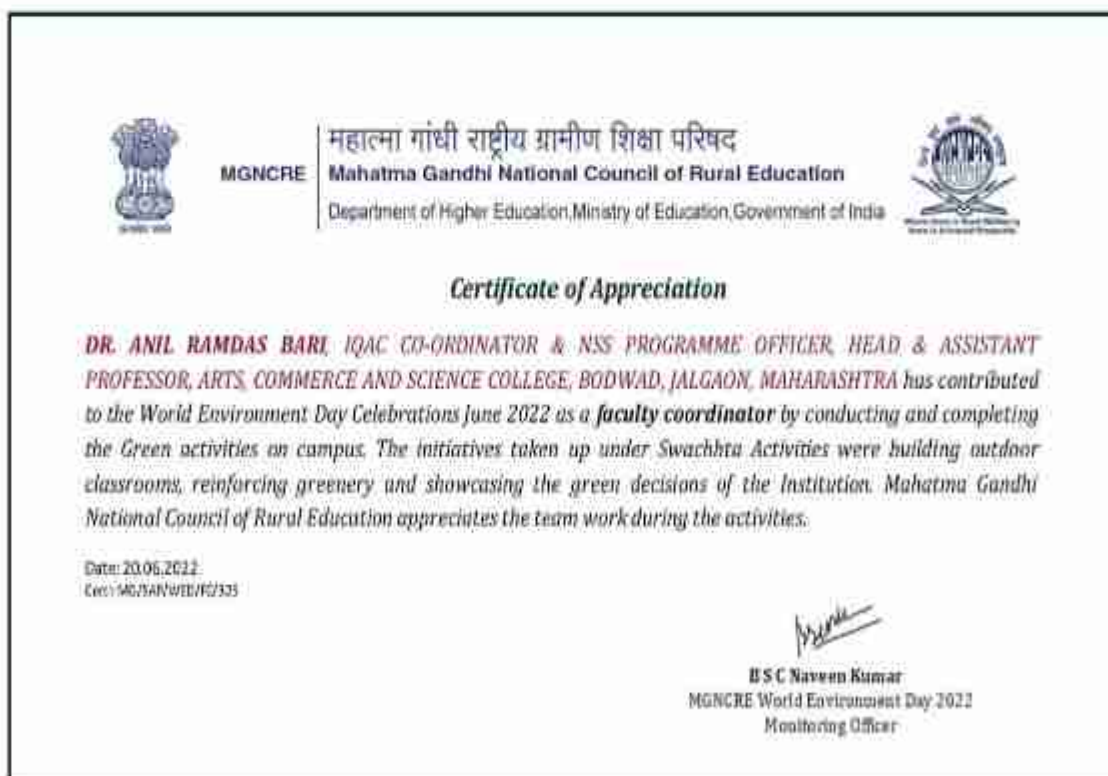 महात्मा गांधी राष्ट्रीय ग्रामीण शिक्षा परिषद
MGNCRE
Mahatma Gandhi National Council of Rural Education
Department of Higher Education, Ministry of Education, Government of India
Certificate of Appreciation
DR. ANIL RAMDAS BARI, IQAC CO-ORDINATOR & NSS PROGRAMME OFFICER, HEAD & ASSISTANT
PROFESSOR, ARTS, COMMERCE AND SCIENCE COLLEGE, BODWAD, JALGAON, MAHARASHTRA has contributed
to the World Environment Day Celebrations June 2022 as a faculty coordinator by conducting and completing
the Green activities on campus. The initiatives taken up under Swachhta Activities were building outdoor
classrooms, reinforcing greenery and showcasing the green decisions of the Institution. Mahatma Gandhi
National Council of Rural Education appreciates the team work during the activities.
Date: 20.06.2022
B S C Naveen Kumar
MGNCRE World Environment Day 2022
Monitoring Officer